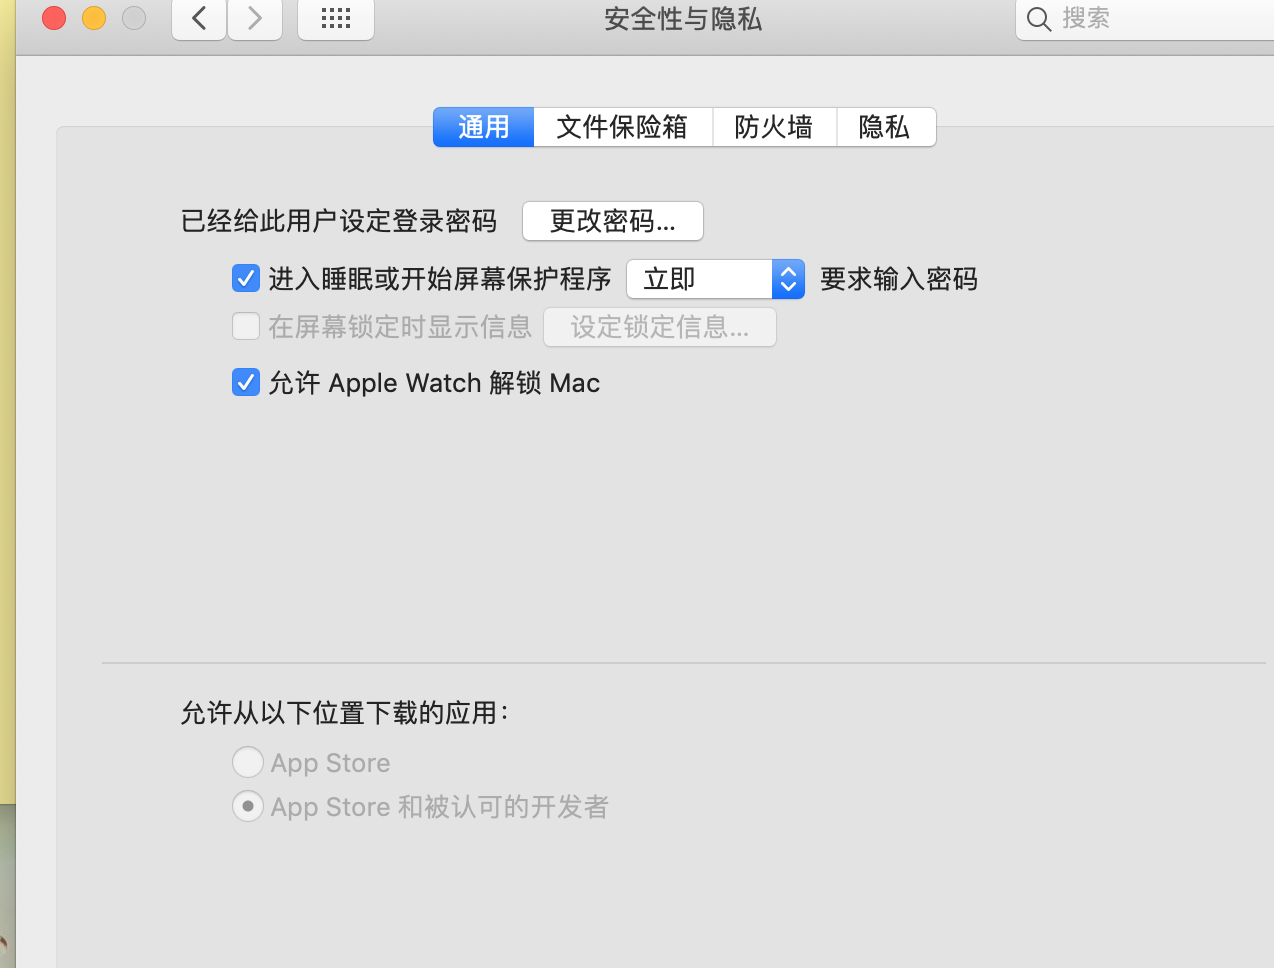 安全性与隐私
搜索
通用 文件保险箱 防火墙 隐私
已经给此用户设定登录密码 更改密码...
进入睡眠或开始屏幕保护程序 立即 要求输入密码
在屏幕锁定时显示信息 设定锁定信息...
允许 Apple Watch 解锁 Mac
允许从以下位置下载的应用：
App Store
App Store 和被认可的开发者